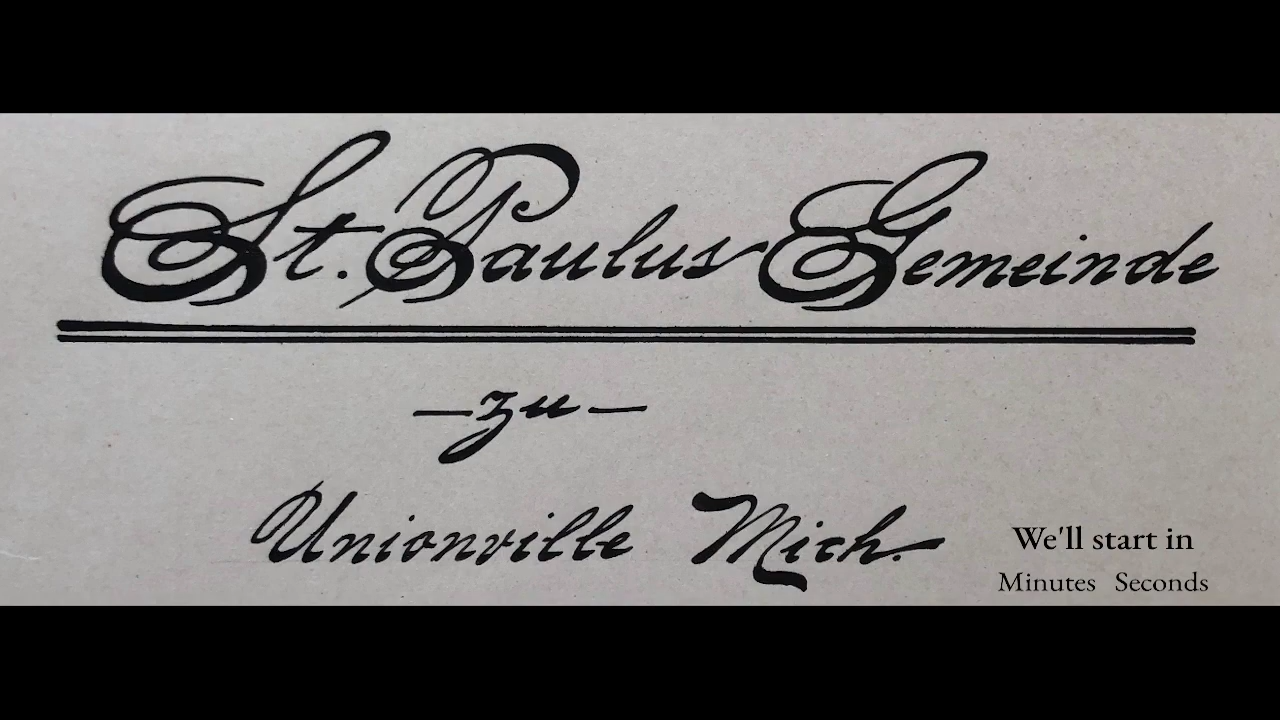 St. Paulus Gemeinde
— zu —
Unionville Mich.
We'll start in
Minutes Seconds